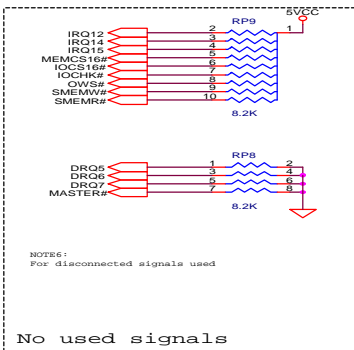 RP9
5VCC
IRQ12 2 1
IRQ14 3
IRQ15 4
MEMCS16# 5
IOCS16# 6
IOCHK# 7
OWS# 8
SMEMW# 9
SMEMR# 10
8.2K
RP8
DRQ5 1 2
DRQ6 3 4
DRQ7 5 6
MASTER# 7 8
8.2K
NOTE6:
For disconnected signals used
No used signals